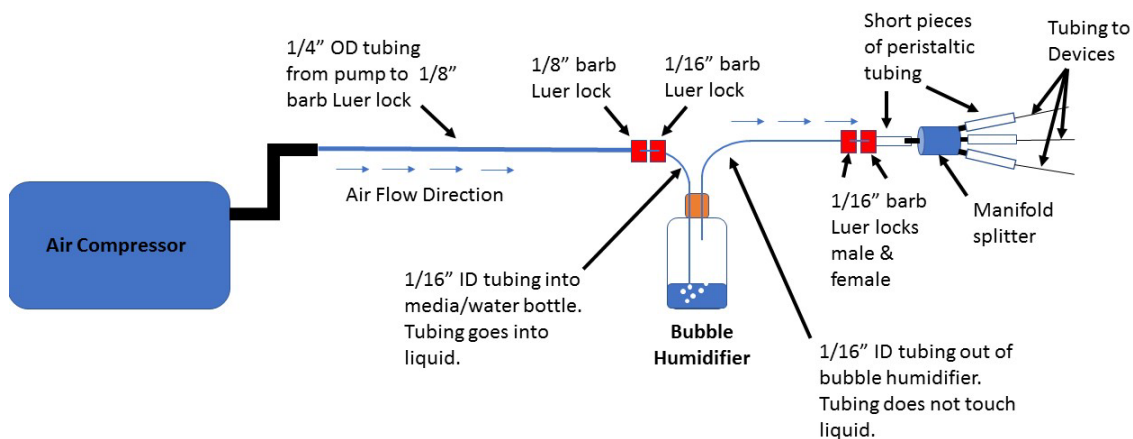 1/4” OD tubing
from pump to 1/8”
barb Luer lock
1/8” barb
Luer lock
1/16” barb
Luer lock
Short pieces
of peristaltic
tubing
Tubing to
Devices
Air Flow Direction
Air Compressor
1/16” ID tubing into
media/water bottle.
Tubing goes into
liquid.
Bubble
Humidifier
1/16” barb
Luer locks
male &
female
Manifold
splitter
1/16” ID tubing out of
bubble humidifier.
Tubing does not touch
liquid.